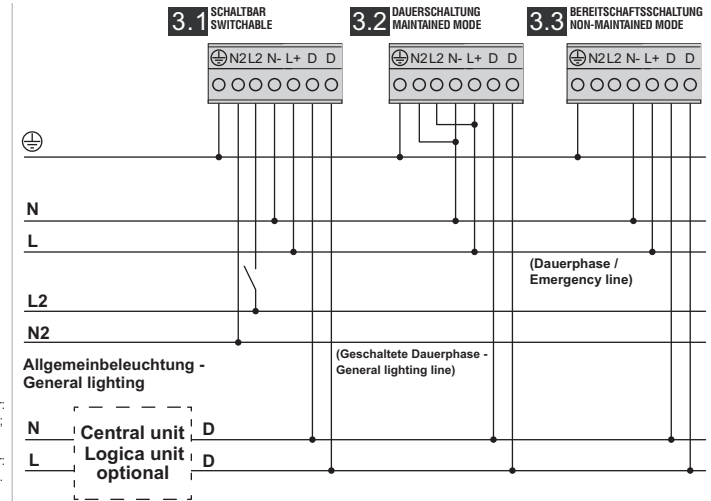 3.1 SCHALTBAR
SWITCHABLE
3.2 DAUERSCHALTUNG
MAINTAINED MODE
3.3 BEREITSCHAFTSSCHALTUNG
NON-MAINTAINED MODE
N2 L2 N- L+ D D
N2 L2 N- L+ D D
N2 L2 N- L+ D D
N
L
(Dauerphase /
Emergency line)
L2
N2
Allgemeinbeleuchtung -
General lighting
(Geschaltete Dauerphase -
General lighting line)
N
Central unit
D
L
Logica unit
optional
D